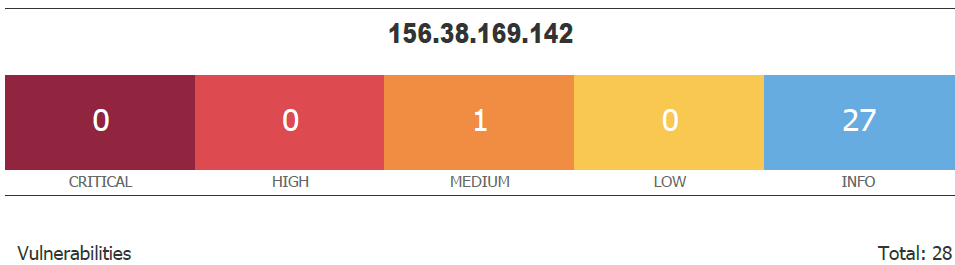 156.38.169.142
0 0 1 0 27
CRITICAL HIGH MEDIUM LOW INFO
Vulnerabilities Total: 28